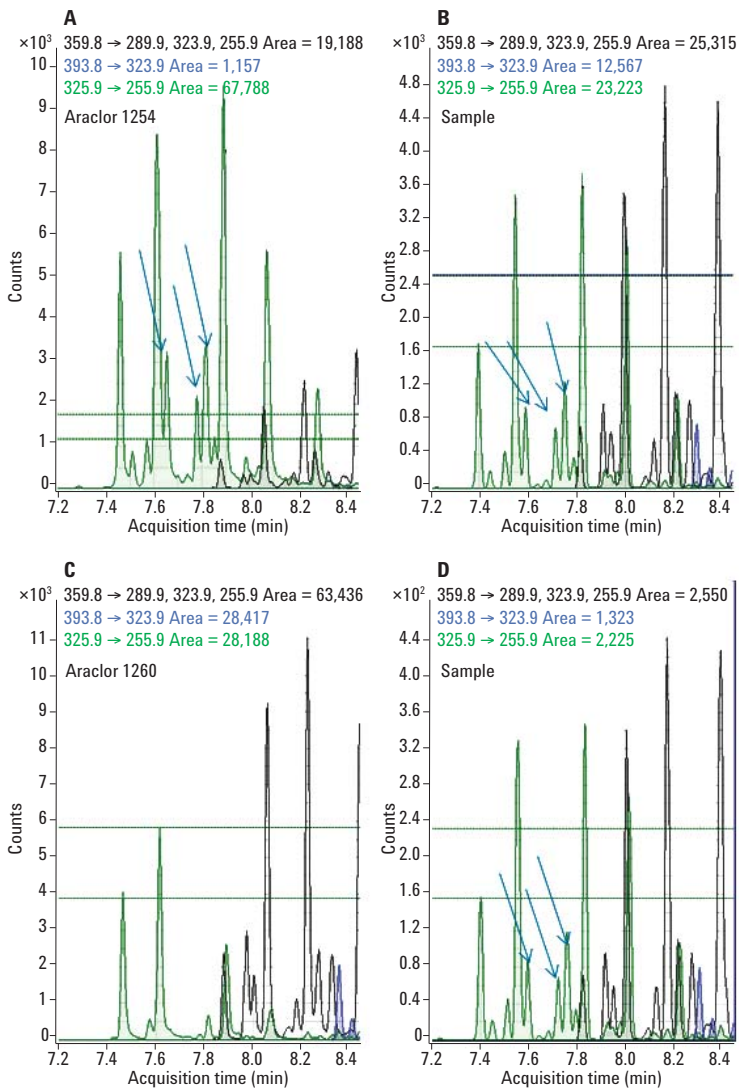 A
×10³ 359.8 → 289.9, 323.9, 255.9 Area = 19,188
393.8 → 323.9 Area = 1,157
325.9 → 255.9 Area = 67,788
Araclor 1254
10
9
8
7
6
5
4
3
2
1
0
Counts
7.2 7.4 7.6 7.8 8.0 8.2 8.4
Acquisition time (min)
B
×10³ 359.8 → 289.9, 323.9, 255.9 Area = 25,315
393.8 → 323.9 Area = 12,567
325.9 → 255.9 Area = 23,223
Sample
4.8
4.4
4.0
3.6
3.2
2.8
2.4
2.0
1.6
1.2
0.8
0.4
0
Counts
7.2 7.4 7.6 7.8 8.0 8.2 8.4
Acquisition time (min)
C
×10³ 359.8 → 289.9, 323.9, 255.9 Area = 63,436
393.8 → 323.9 Area = 28,417
325.9 → 255.9 Area = 28,188
Araclor 1260
11
10
9
8
7
6
5
4
3
2
1
0
Counts
7.2 7.4 7.6 7.8 8.0 8.2 8.4
Acquisition time (min)
D
×10² 359.8 → 289.9, 323.9, 255.9 Area = 2,550
393.8 → 323.9 Area = 1,323
325.9 → 255.9 Area = 2,225
Sample
4.4
4.0
3.6
3.2
2.8
2.4
2.0
1.6
1.2
0.8
0.4
0
Counts
7.2 7.4 7.6 7.8 8.0 8.2 8.4
Acquisition time (min)